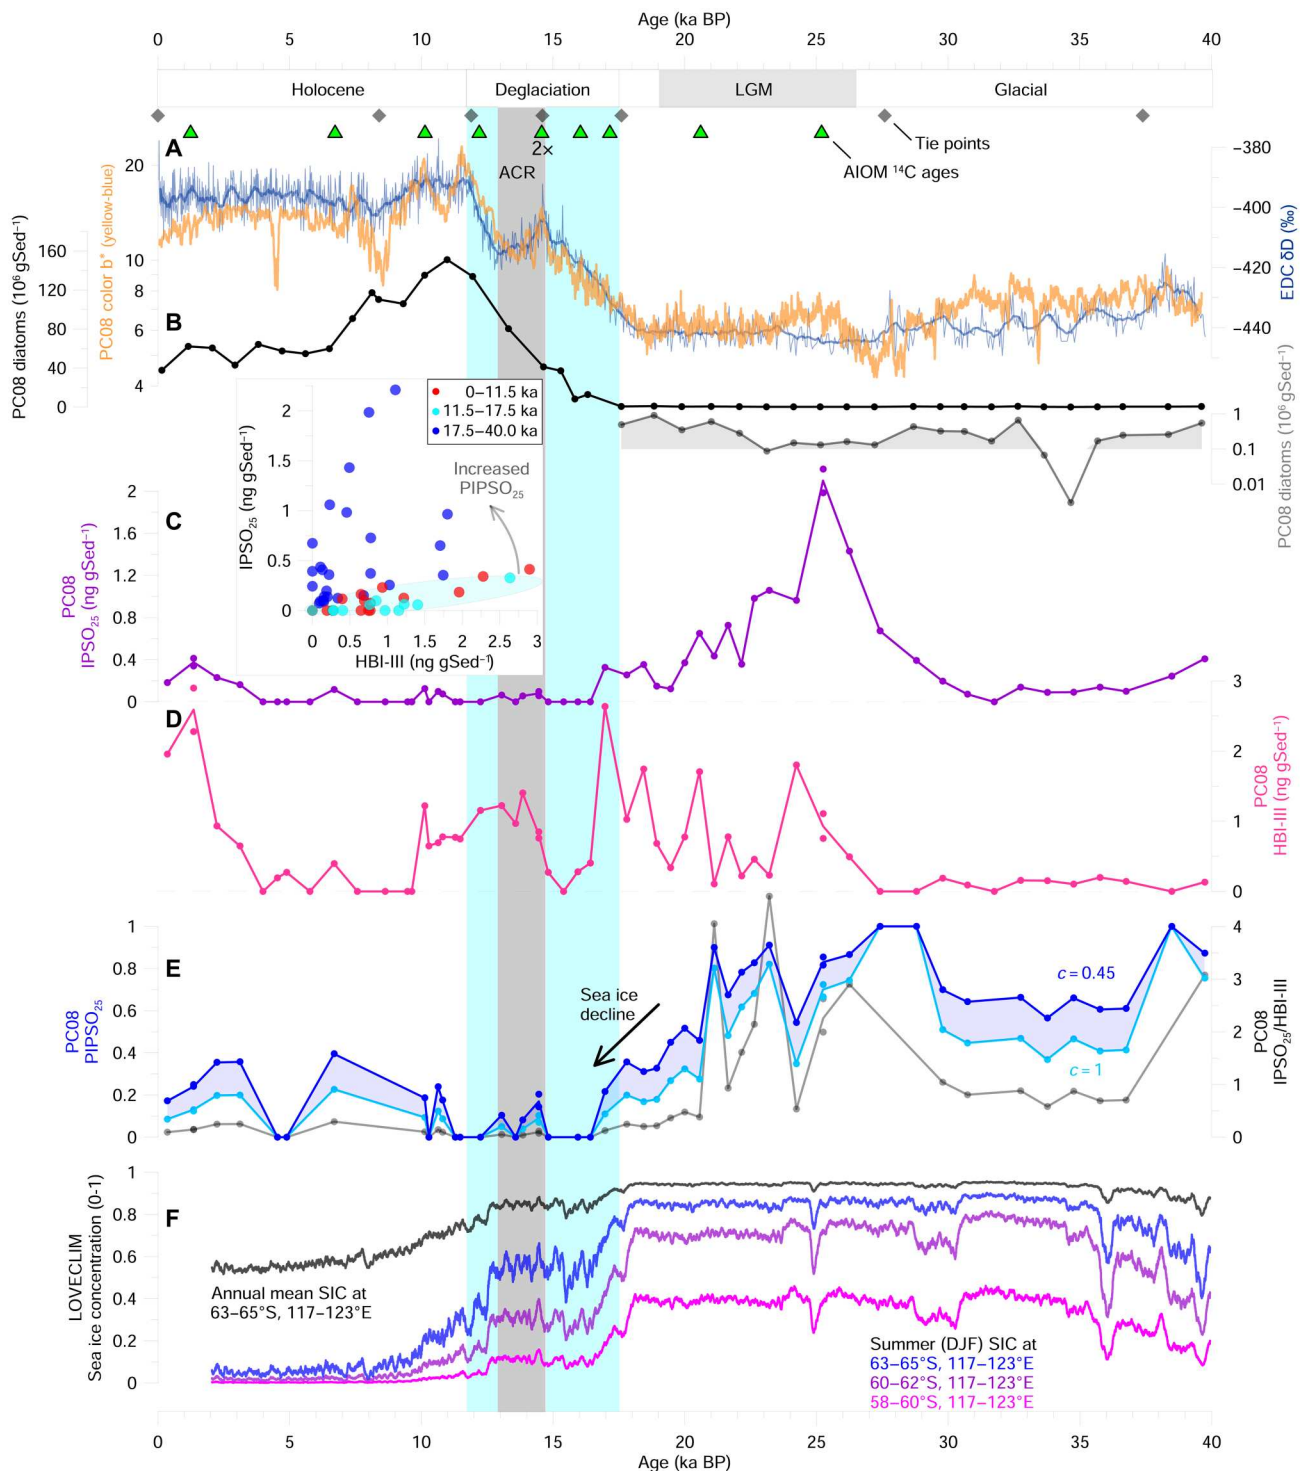 Age (ka BP)
0 5 10 15 20 25 30 35 40
Holocene Deglaciation LGM Glacial
Tie points
2×
AIOM ¹⁴C ages
ACR
A
20
10
8
6
4
PC08 color b* (yellow-blue)
−380
−400
−420
−440
EDC δD (‰)
B
160
120
80
40
0
PC08 diatoms (10⁶ gSed⁻¹)
1
0.1
0.01
PC08 diatoms (10⁶ gSed⁻¹)
0–11.5 ka
11.5–17.5 ka
17.5–40.0 ka
Increased
PIPSO₂₅
2
1.5
1
0.5
0
IPSO₂₅ (ng gSed⁻¹)
0 0.5 1 1.5 2 2.5 3
HBI-III (ng gSed⁻¹)
C
2
1.6
1.2
0.8
0.4
0
PC08
IPSO₂₅ (ng gSed⁻¹)
D
3
2
1
0
PC08
HBI-III (ng gSed⁻¹)
E
1
0.8
0.6
0.4
0.2
0
PC08
PIPSO₂₅
Sea ice
decline
c = 0.45
c = 1
4
3
2
1
0
PC08
IPSO₂₅/HBI-III
F
1
0.8
0.6
0.4
0.2
0
LOVECLIM
Sea ice concentration (0-1)
Annual mean SIC at
63–65°S, 117–123°E
Summer (DJF) SIC at
63–65°S, 117–123°E
60–62°S, 117–123°E
58–60°S, 117–123°E
0 5 10 15 20 25 30 35 40
Age (ka BP)